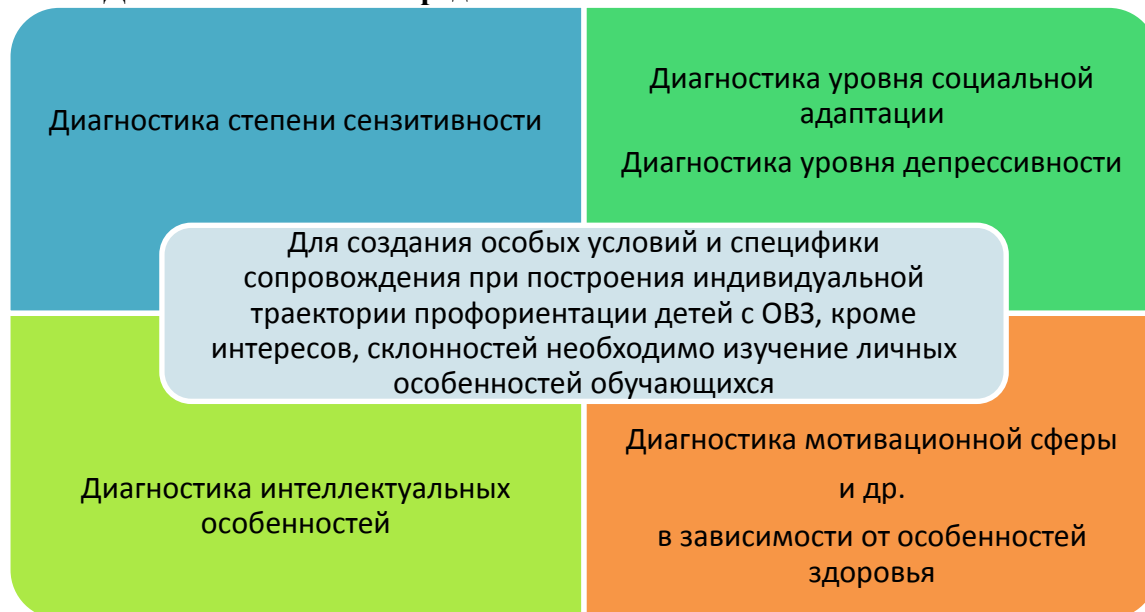 Диагностика степени сензитивности
Диагностика уровня социальной
адаптации
Диагностика уровня депрессивности
Для создания особых условий и специфики
сопровождения при построения индивидуальной
траектории профориентации детей с ОВЗ, кроме
интересов, склонностей необходимо изучение личных
особенностей обучающихся
Диагностика интеллектуальных
особенностей
Диагностика мотивационной сферы
и др.
в зависимости от особенностей
здоровья